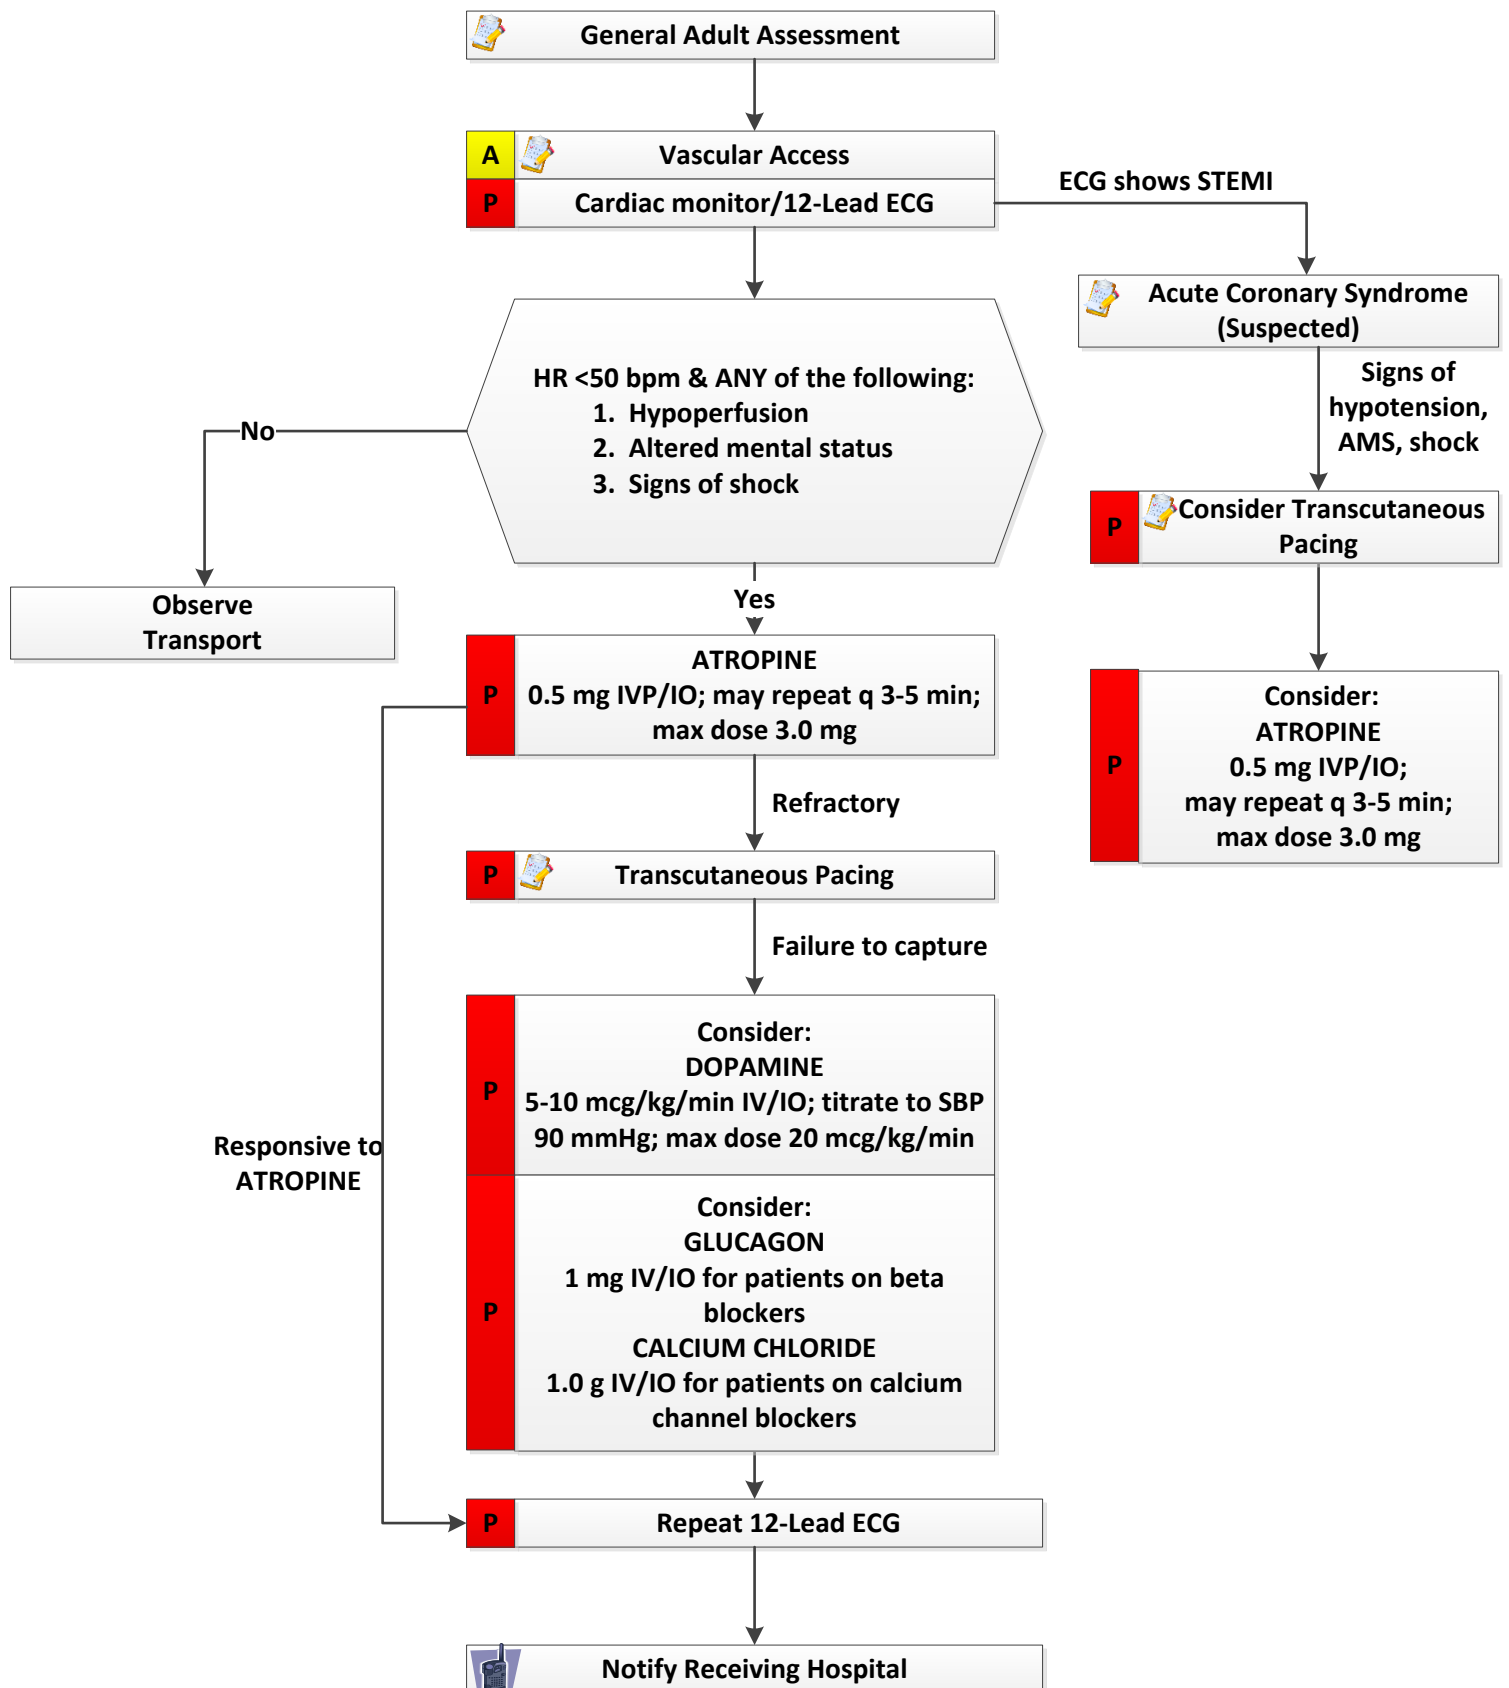 General Adult Assessment
A
Vascular Access
P
Cardiac monitor/12-Lead ECG
ECG shows STEMI
Acute Coronary Syndrome
(Suspected)
Signs of
hypotension,
AMS, shock
P
Consider Transcutaneous
Pacing
P
Consider:
ATROPINE
0.5 mg IVP/IO;
may repeat q 3-5 min;
max dose 3.0 mg
HR <50 bpm & ANY of the following:
1. Hypoperfusion
2. Altered mental status
3. Signs of shock
No
Observe
Transport
Yes
P
ATROPINE
0.5 mg IVP/IO; may repeat q 3-5 min;
max dose 3.0 mg
Refractory
P
Transcutaneous Pacing
Failure to capture
P
Consider:
DOPAMINE
5-10 mcg/kg/min IV/IO; titrate to SBP
90 mmHg; max dose 20 mcg/kg/min
Responsive to
ATROPINE
P
Consider:
GLUCAGON
1 mg IV/IO for patients on beta
blockers
CALCIUM CHLORIDE
1.0 g IV/IO for patients on calcium
channel blockers
P
Repeat 12-Lead ECG
Notify Receiving Hospital